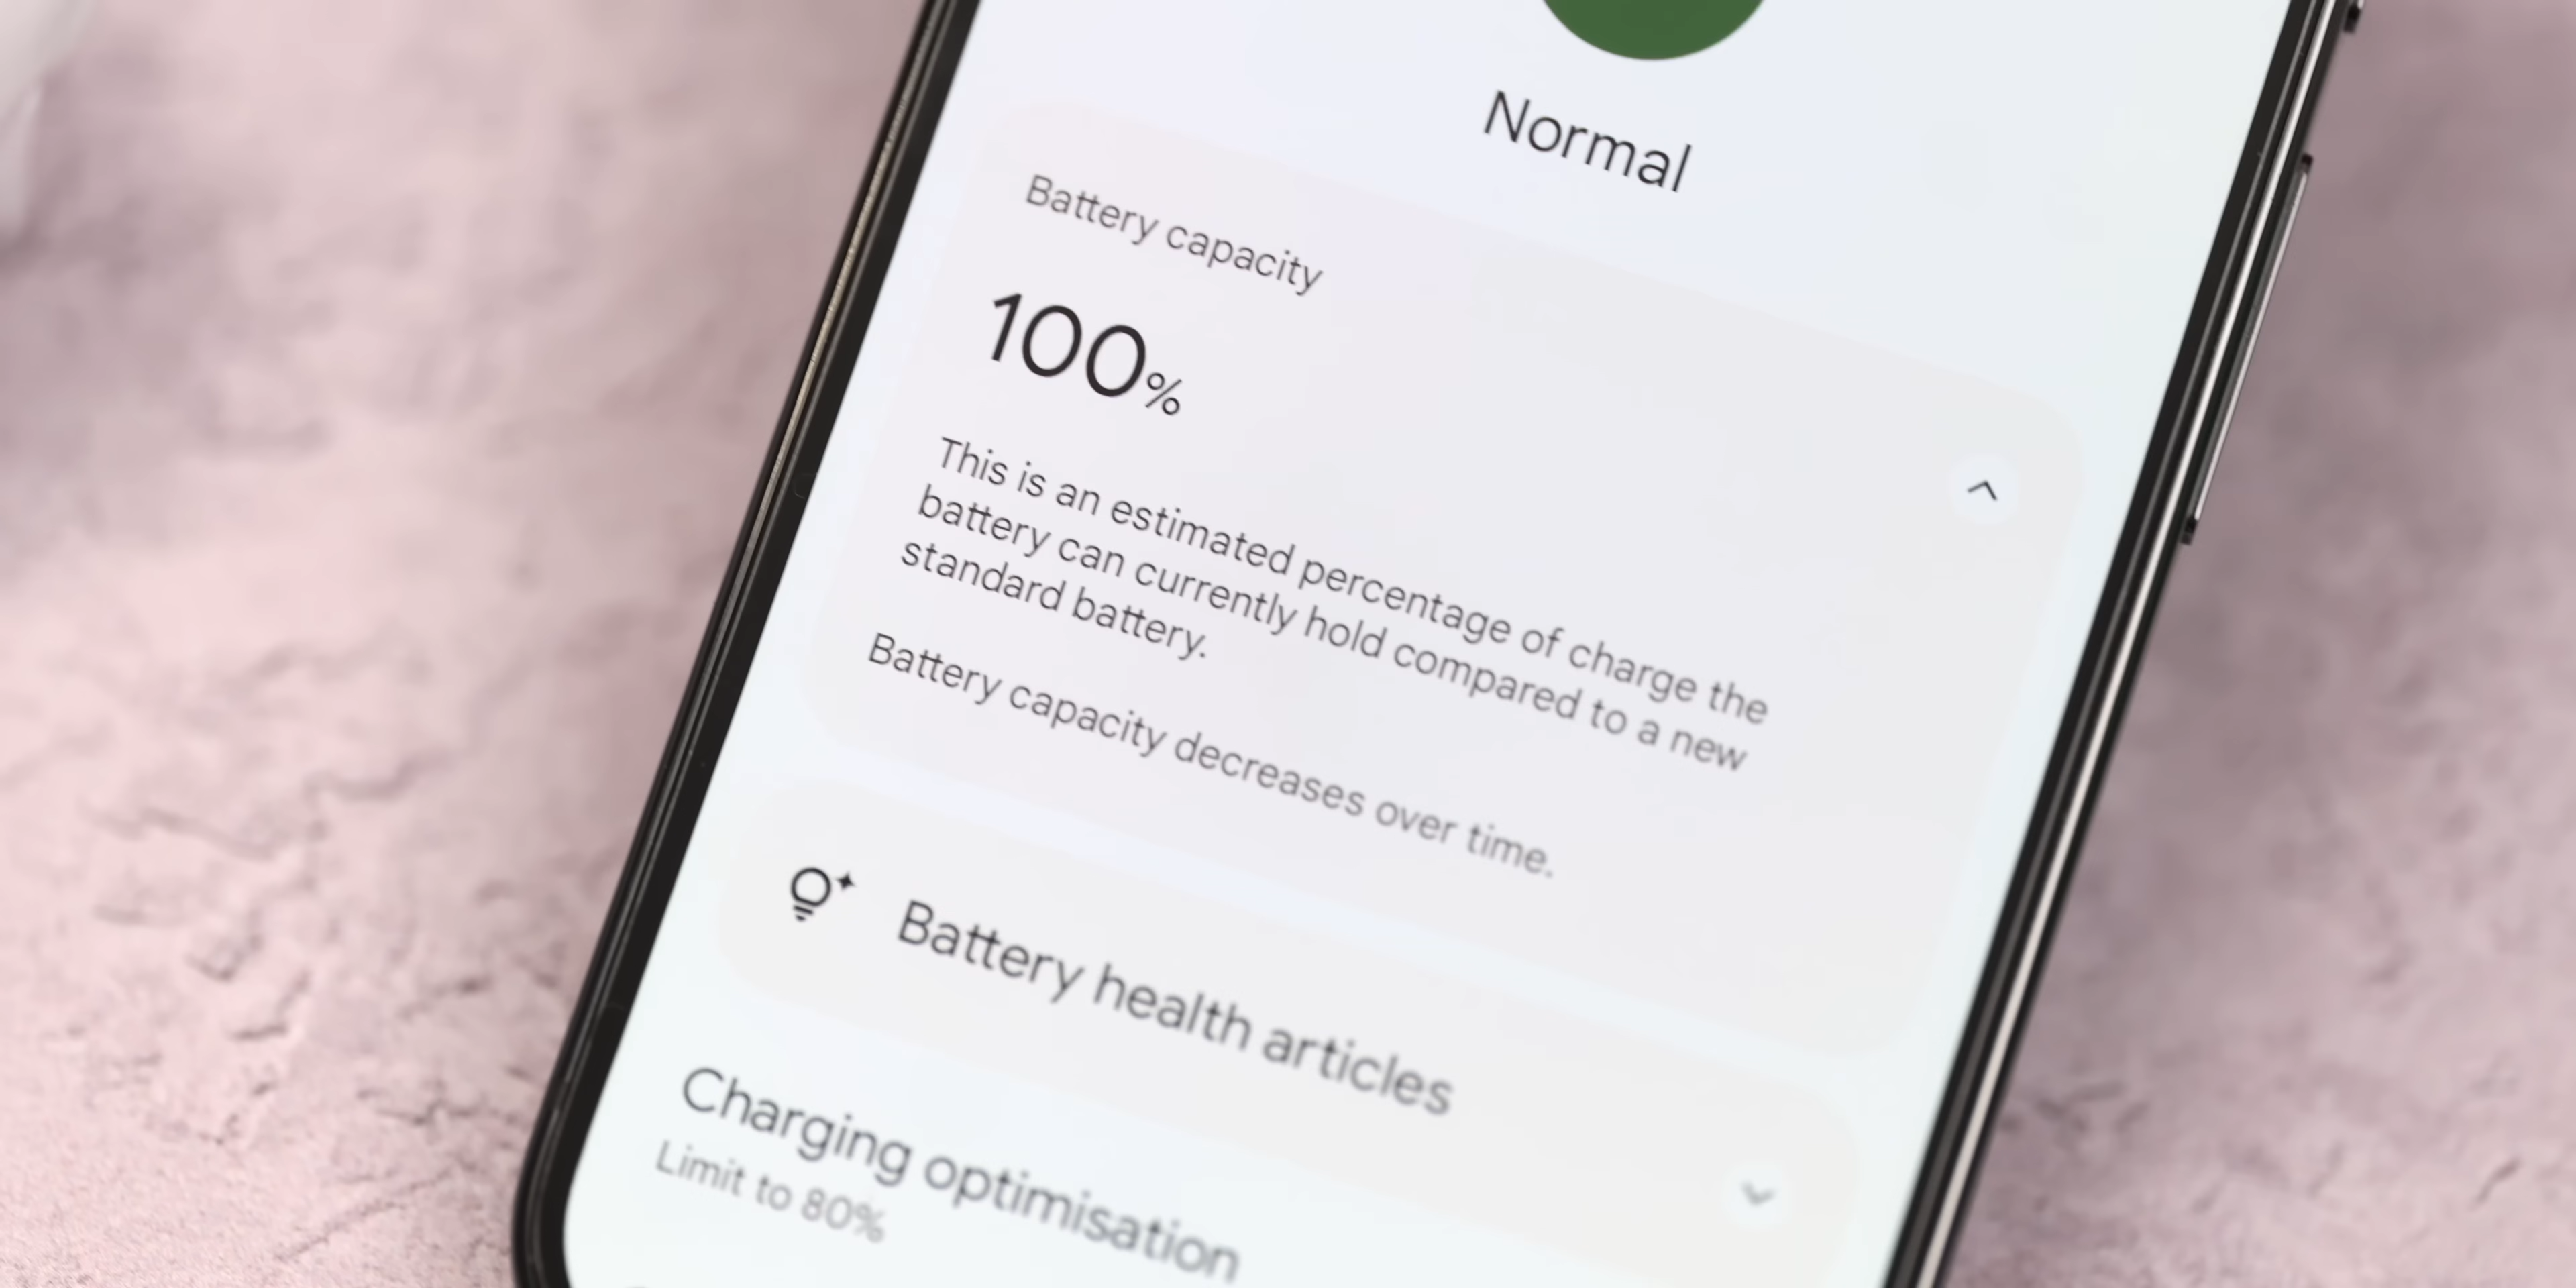 Normal
Battery capacity
100%
This is an estimated percentage of charge the
battery can currently hold compared to a new
standard battery.
Battery capacity decreases over time.
Battery health articles
Charging optimisation
Limit to 80%